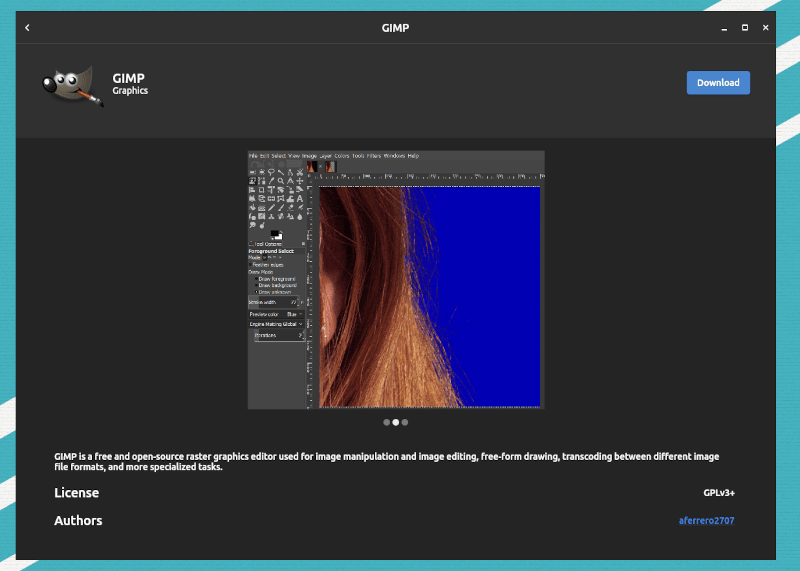 GIMP
GIMP
Graphics
Download
File Edit Select View Image Layer Colors Tools Filters Windows Help
Tool Options
Foreground Select
Mode:
Feather edges
Draw Mode
Draw foreground
Draw background
Draw unknown
Stroke width
Preview color Blue
Engine Matting Global
Iterations
GIMP is a free and open-source raster graphics editor used for image manipulation and image editing, free-form drawing, transcoding between different image
file formats, and more specialized tasks.
License GPLv3+
Authors aferrero2707